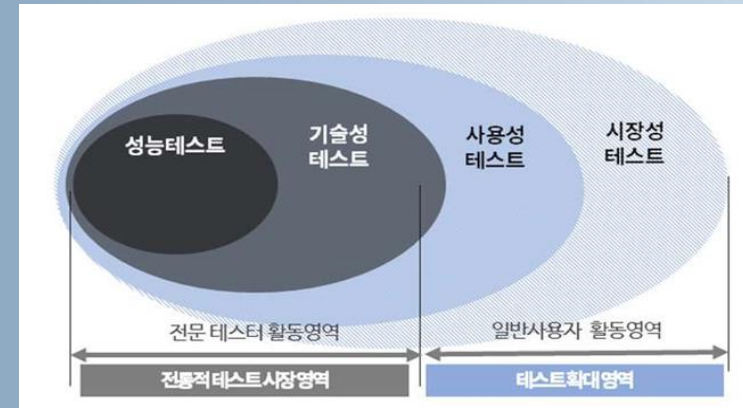 성능테스트
기술성
테스트
사용성
테스트
시장성
테스트
전문 테스터 활동영역
일반사용자 활동영역
전통적 테스트 시장영역
테스트 확대 영역